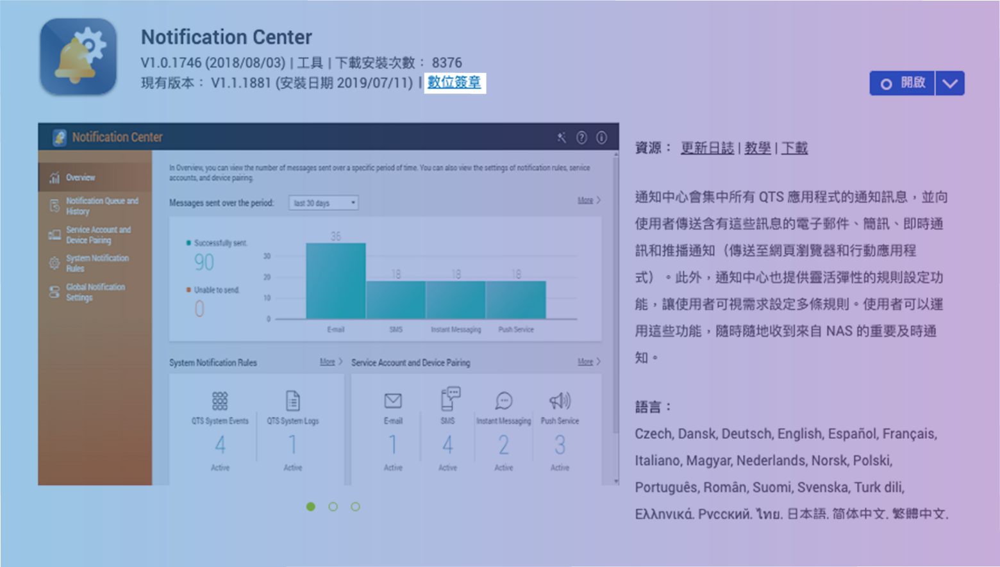 Notification Center
V1.0.1746 (2018/08/03) | 工具 | 下載安裝次數： 8376
現有版本： V1.1.1881 (安裝日期 2019/07/11) | 數位簽章
開啟
Notification Center
Overview
Notification Queue and
History
Service Account and
Device Pairing
System Notification
Rules
Global Notification
Settings
In Overview, you can view the number of messages sent over a specific period of time. You can also view the settings of notification rules, service
accounts, and device pairing.
Messages sent over the period: last 30 days
More
Successfully sent.
90
Unable to send.
0
30
20
10
0
36
18
18
18
E-mail
SMS
Instant Messaging
Push Service
System Notification Rules
More
QTS System Events
4
Active
QTS System Logs
1
Active
Service Account and Device Pairing
More
E-mail
1
Active
SMS
4
Active
Instant Messaging
2
Active
Push Service
3
Active
資源： 更新日誌 | 教學 | 下載
通知中心會集中所有 QTS 應用程式的通知訊息，並向
使用者傳送含有這些訊息的電子郵件、簡訊、即時通
訊和推播通知（傳送至網頁瀏覽器和行動應用程
式）。此外，通知中心也提供靈活彈性的規則設定功
能，讓使用者可視需求設定多條規則。使用者可以運
用這些功能，隨時隨地收到來自 NAS 的重要及時通
知。
語言：
Czech, Dansk, Deutsch, English, Español, Français,
Italiano, Magyar, Nederlands, Norsk, Polski,
Português, Român, Suomi, Svenska, Turk dili,
Ελληνικά, Русский, ไทย, 日本語, 简体中文, 繁體中文,